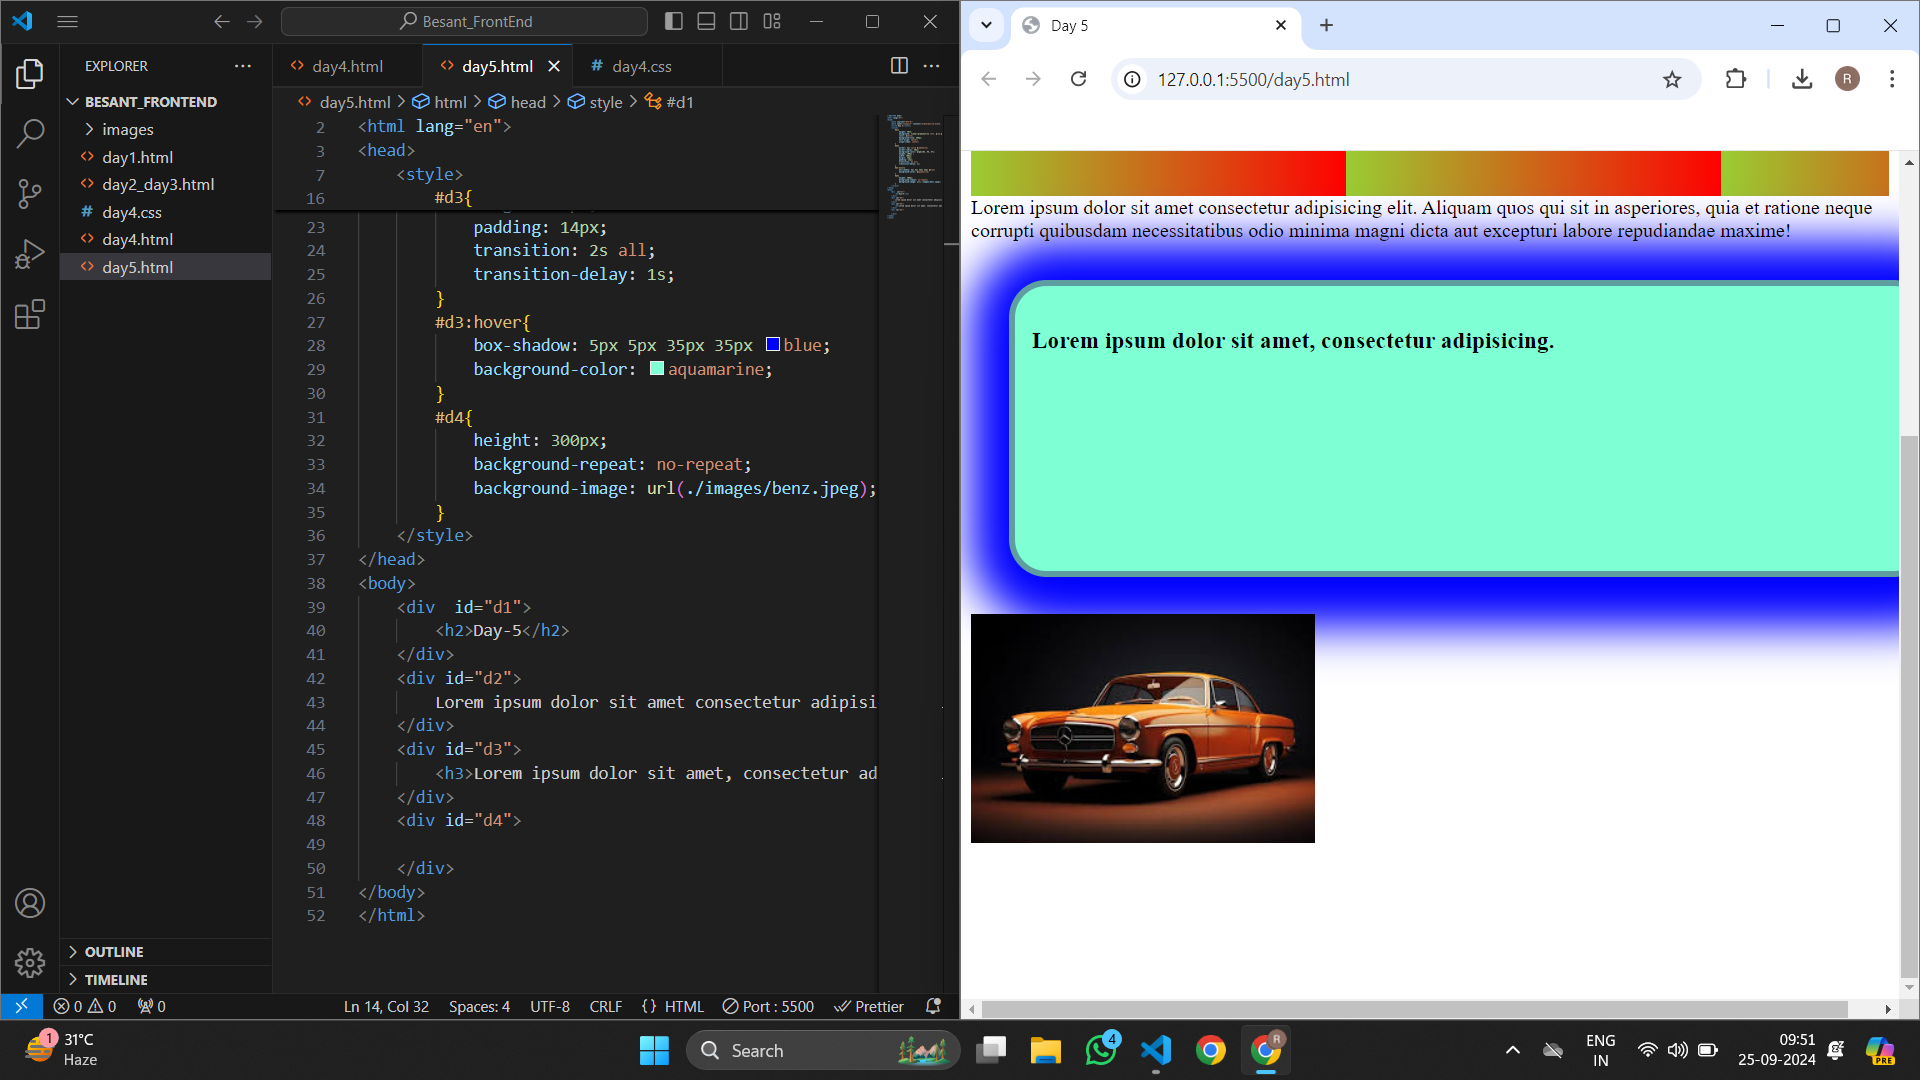 Besant_FrontEnd
EXPLORER
BESANT_FRONTEND
images
day1.html
day2_day3.html
day4.css
day4.html
day5.html
OUTLINE
TIMELINE
day4.html
day5.html
day4.css
day5.html > html > head > style > #d1
2 <html lang="en">
3 <head>
7 <style>
16 #d3{
23 padding: 14px;
24 transition: 2s all;
25 transition-delay: 1s;
26 }
27 #d3:hover{
28 box-shadow: 5px 5px 35px 35px blue;
29 background-color: aquamarine;
30 }
31 #d4{
32 height: 300px;
33 background-repeat: no-repeat;
34 background-image: url(./images/benz.jpeg);
35 }
36 </style>
37 </head>
38 <body>
39 <div  id="d1">
40 <h2>Day-5</h2>
41 </div>
42 <div id="d2">
43 Lorem ipsum dolor sit amet consectetur adipisi
44 </div>
45 <div id="d3">
46 <h3>Lorem ipsum dolor sit amet, consectetur ad
47 </div>
48 <div id="d4">
49
50 </div>
51 </body>
52 </html>
0 0 0 Ln 14, Col 32 Spaces: 4 UTF-8 CRLF {} HTML Port : 5500 Prettier
Day 5
127.0.0.1:5500/day5.html
R
Lorem ipsum dolor sit amet consectetur adipisicing elit. Aliquam quos qui sit in asperiores, quia et ratione neque
corrupti quibusdam necessitatibus odio minima magni dicta aut excepturi labore repudiandae maxime!
Lorem ipsum dolor sit amet, consectetur adipisicing.
1
31°C
Haze
Search
4
R
ENG
IN
09:51
25-09-2024
PRE